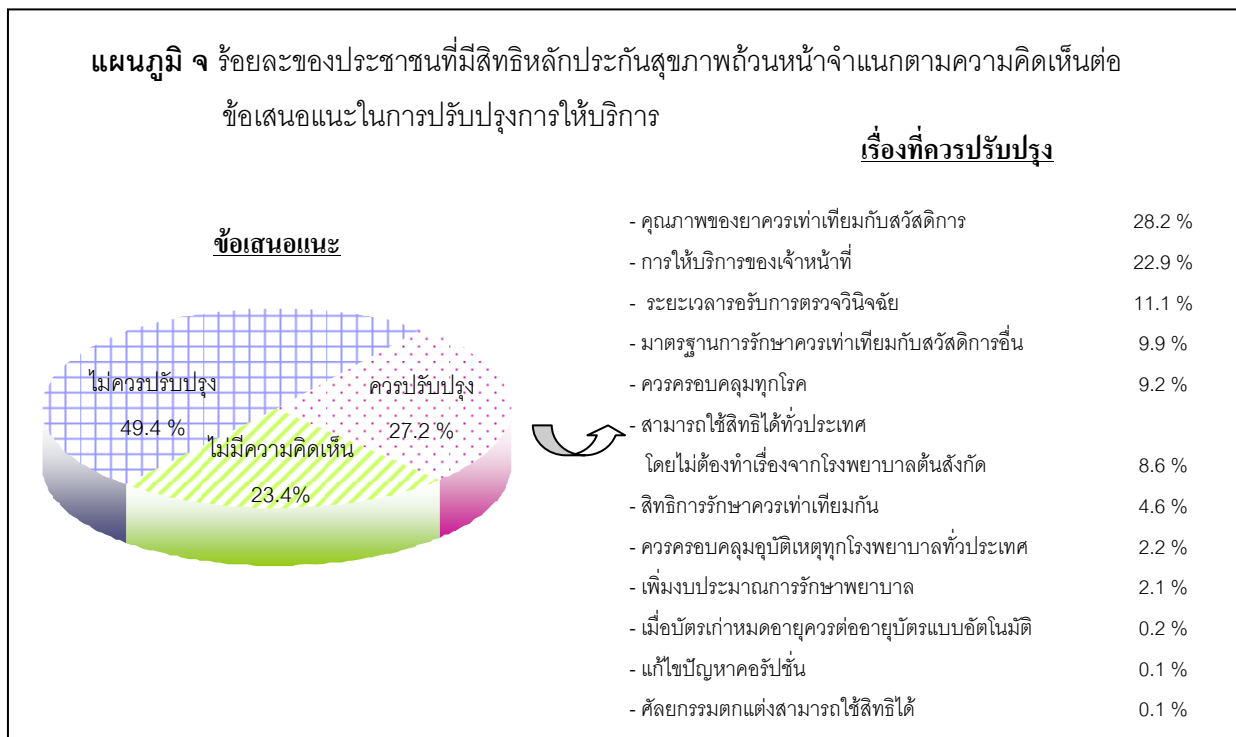 แผนภูมิ จ ร้อยละของประชาชนที่มีสิทธิหลักประกันสุขภาพถ้วนหน้าจำแนกตามความคิดเห็นต่อ
ข้อเสนอแนะในการปรับปรุงการให้บริการ
ข้อเสนอแนะ
ไม่ควรปรับปรุง
49.4 %
ควรปรับปรุง
27.2 %
ไม่มีความคิดเห็น
23.4%
เรื่องที่ควรปรับปรุง
- คุณภาพของยาควรเท่าเทียมกับสวัสดิการ 28.2 %
- การให้บริการของเจ้าหน้าที่ 22.9 %
- ระยะเวลารอรับการตรวจวินิจฉัย 11.1 %
- มาตรฐานการรักษาควรเท่าเทียมกับสวัสดิการอื่น 9.9 %
- ควรครอบคลุมทุกโรค 9.2 %
- สามารถใช้สิทธิได้ทั่วประเทศ
โดยไม่ต้องทำเรื่องจากโรงพยาบาลต้นสังกัด 8.6 %
- สิทธิการรักษาควรเท่าเทียมกัน 4.6 %
- ควรครอบคลุมอุบัติเหตุทุกโรงพยาบาลทั่วประเทศ 2.2 %
- เพิ่มงบประมาณการรักษาพยาบาล 2.1 %
- เมื่อบัตรเก่าหมดอายุควรต่ออายุบัตรแบบอัตโนมัติ 0.2 %
- แก้ไขปัญหาคอรัปชั่น 0.1 %
- ศัลยกรรมตกแต่งสามารถใช้สิทธิได้ 0.1 %